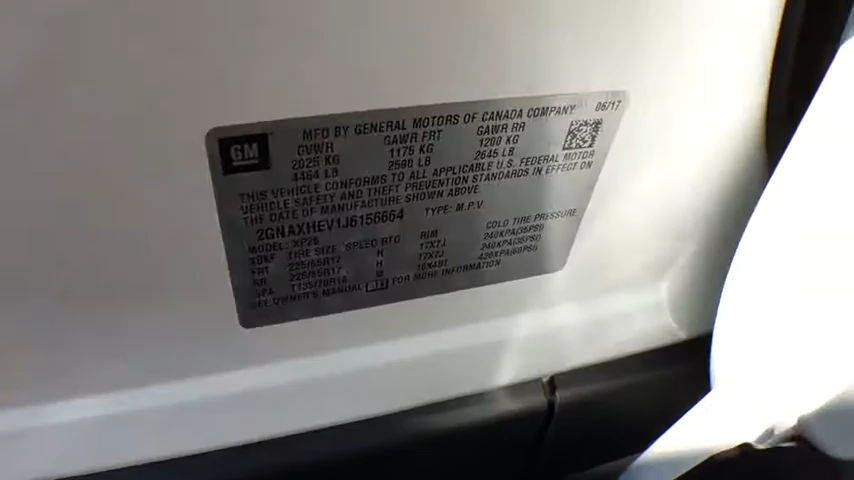 MFD BY GENERAL MOTORS OF CANADA COMPANY 06/17
GM
GVWR GAWR FRT GAWR RR
2025 KG 1175 KG 1200 KG
4464 LB 2590 LB 2645 LB
THIS VEHICLE CONFORMS TO ALL APPLICABLE U.S. FEDERAL MOTOR
VEHICLE SAFETY AND THEFT PREVENTION STANDARDS IN EFFECT ON
THE DATE OF MANUFACTURE SHOWN ABOVE
2GNAXHEV1J6156664 TYPE: M.P.V
MODEL: XP26
TIRE SIZE SPEED RTG RIM COLD TIRE PRESSURE
FRT 225/65R17 H 17X7J 240KPA(35PSI)
RR 225/65R17 H 17X7J 240KPA(35PSI)
SPA T135/70R16 M 16X4BT 420KPA(60PSI)
SEE OWNER'S MANUAL FOR MORE INFORMATION